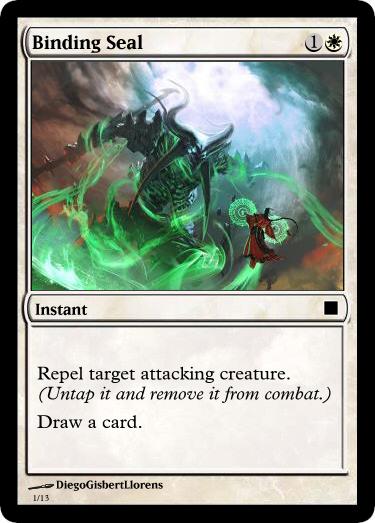 Binding Seal 1
Instant
Repel target attacking creature.
(Untap it and remove it from combat.)
Draw a card.
DiegoGisbertLlorens
1/13